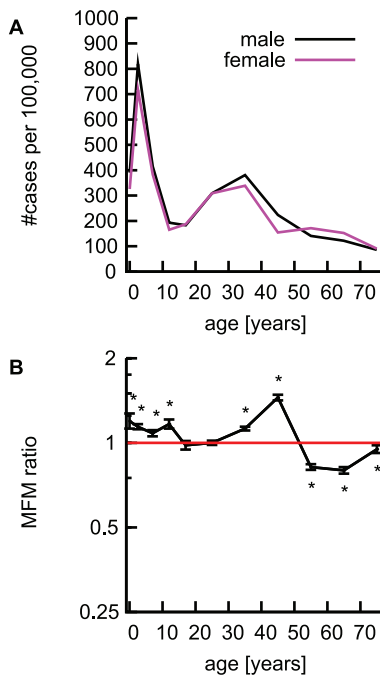 A
1000
900
800
700
600
500
400
300
200
100
0
#cases per 100,000
male
female
0 10 20 30 40 50 60 70
age [years]
B
2
1
0.5
0.25
MFM ratio
* * * * * * * * *
0 10 20 30 40 50 60 70
age [years]